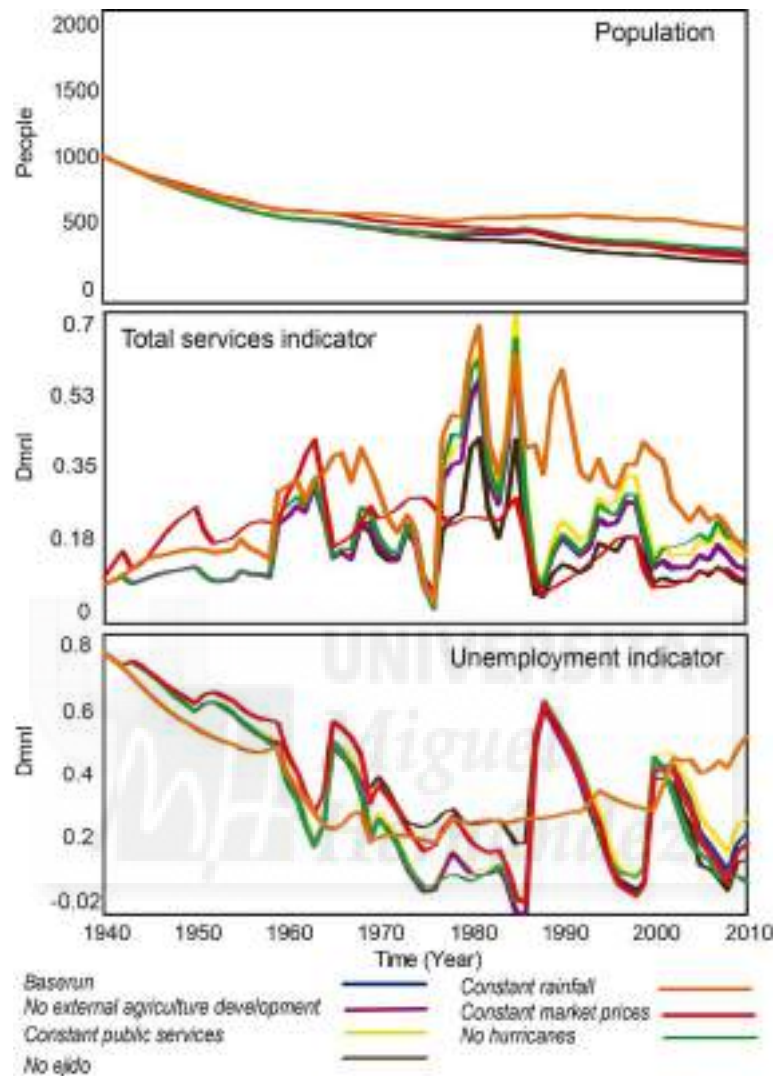 2000
Population
1500
People
1000
500
0
0.7
Total services indicator
0.53
Dmnl
0.35
0.18
0
0.8
UNIVERSITAS
Unemployment indicator
0.6
Miguel
Dmnl
0.4
0.2
-0.02
1940 1950 1960 1970 1980 1990 2000 2010
Time (Year)
Baserun
Constant rainfall
No external agriculture development
Constant market prices
Constant public services
No hurricanes
No ejido